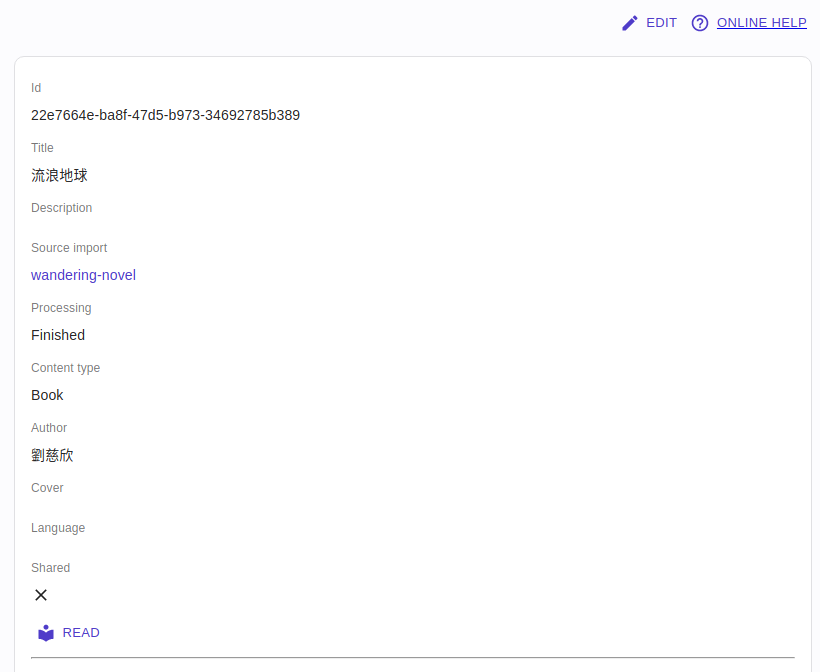 EDIT ONLINE HELP
Id
22e7664e-ba8f-47d5-b973-34692785b389
Title
流浪地球
Description
Source import
wandering-novel
Processing
Finished
Content type
Book
Author
劉慈欣
Cover
Language
Shared
READ